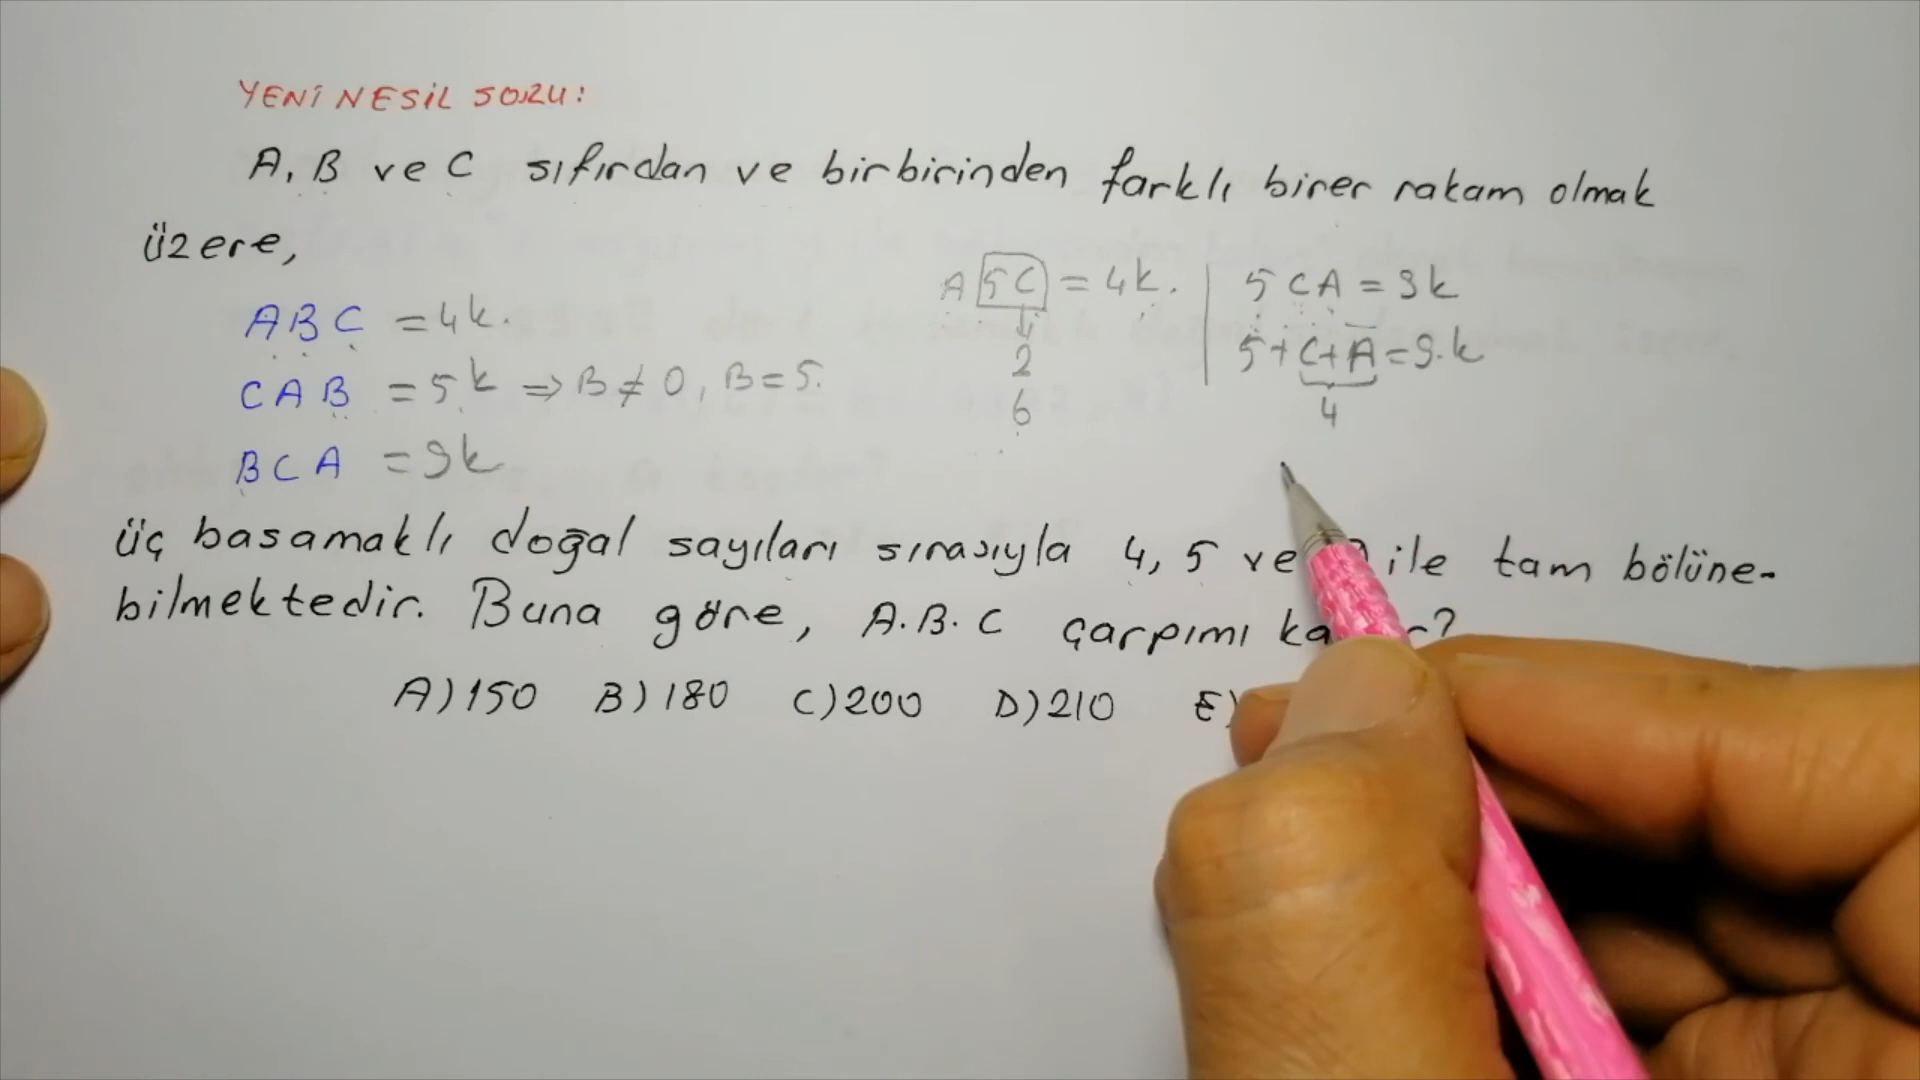 YENİ NESİL SORU:
A, B ve C sıfırdan ve birbirinden farklı birer rakam olmak
üzere,
ABC = 4k.
CAB = 5k ⇒ B ≠ 0, B = 5.
BCA = 9k
A 5C = 4k.
2
6
5CA = 9k
5 + C + A = 9.k
4
üç basamaklı doğal sayıları sırasıyla 4, 5 ve ile tam bölüne-
bilmektedir. Buna göre, A.B.C çarpımı
A) 150 B) 180 C) 200 D) 210 E)